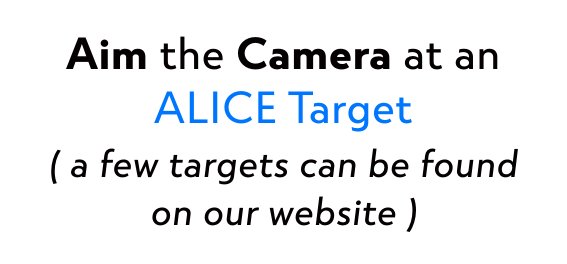 Aim the Camera at an
ALICE Target
( a few targets can be found
on our website )